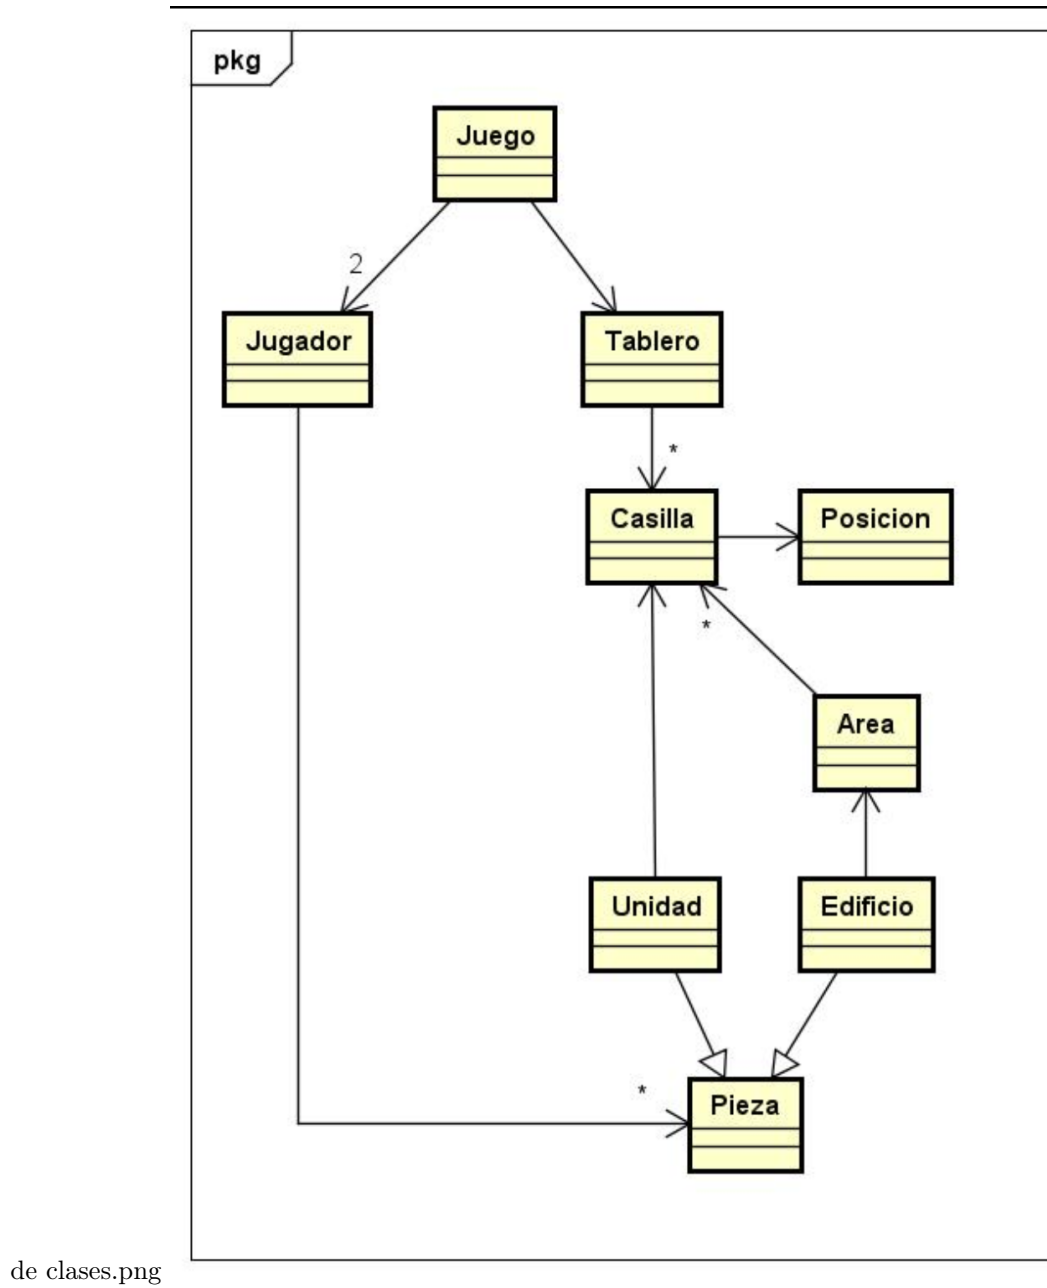 pkg
Juego
2
Jugador
Tablero
*
Casilla
Posicion
*
Area
Unidad
Edificio
*
Pieza
de clases.png